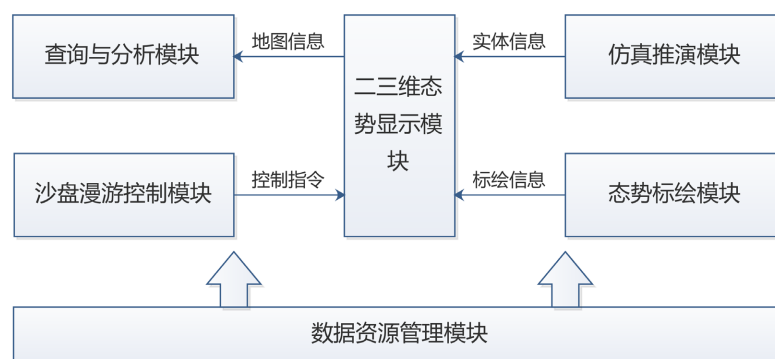 查询与分析模块
地图信息
二三维态
势显示模
块
实体信息
仿真推演模块
沙盘漫游控制模块
控制指令
标绘信息
态势标绘模块
数据资源管理模块